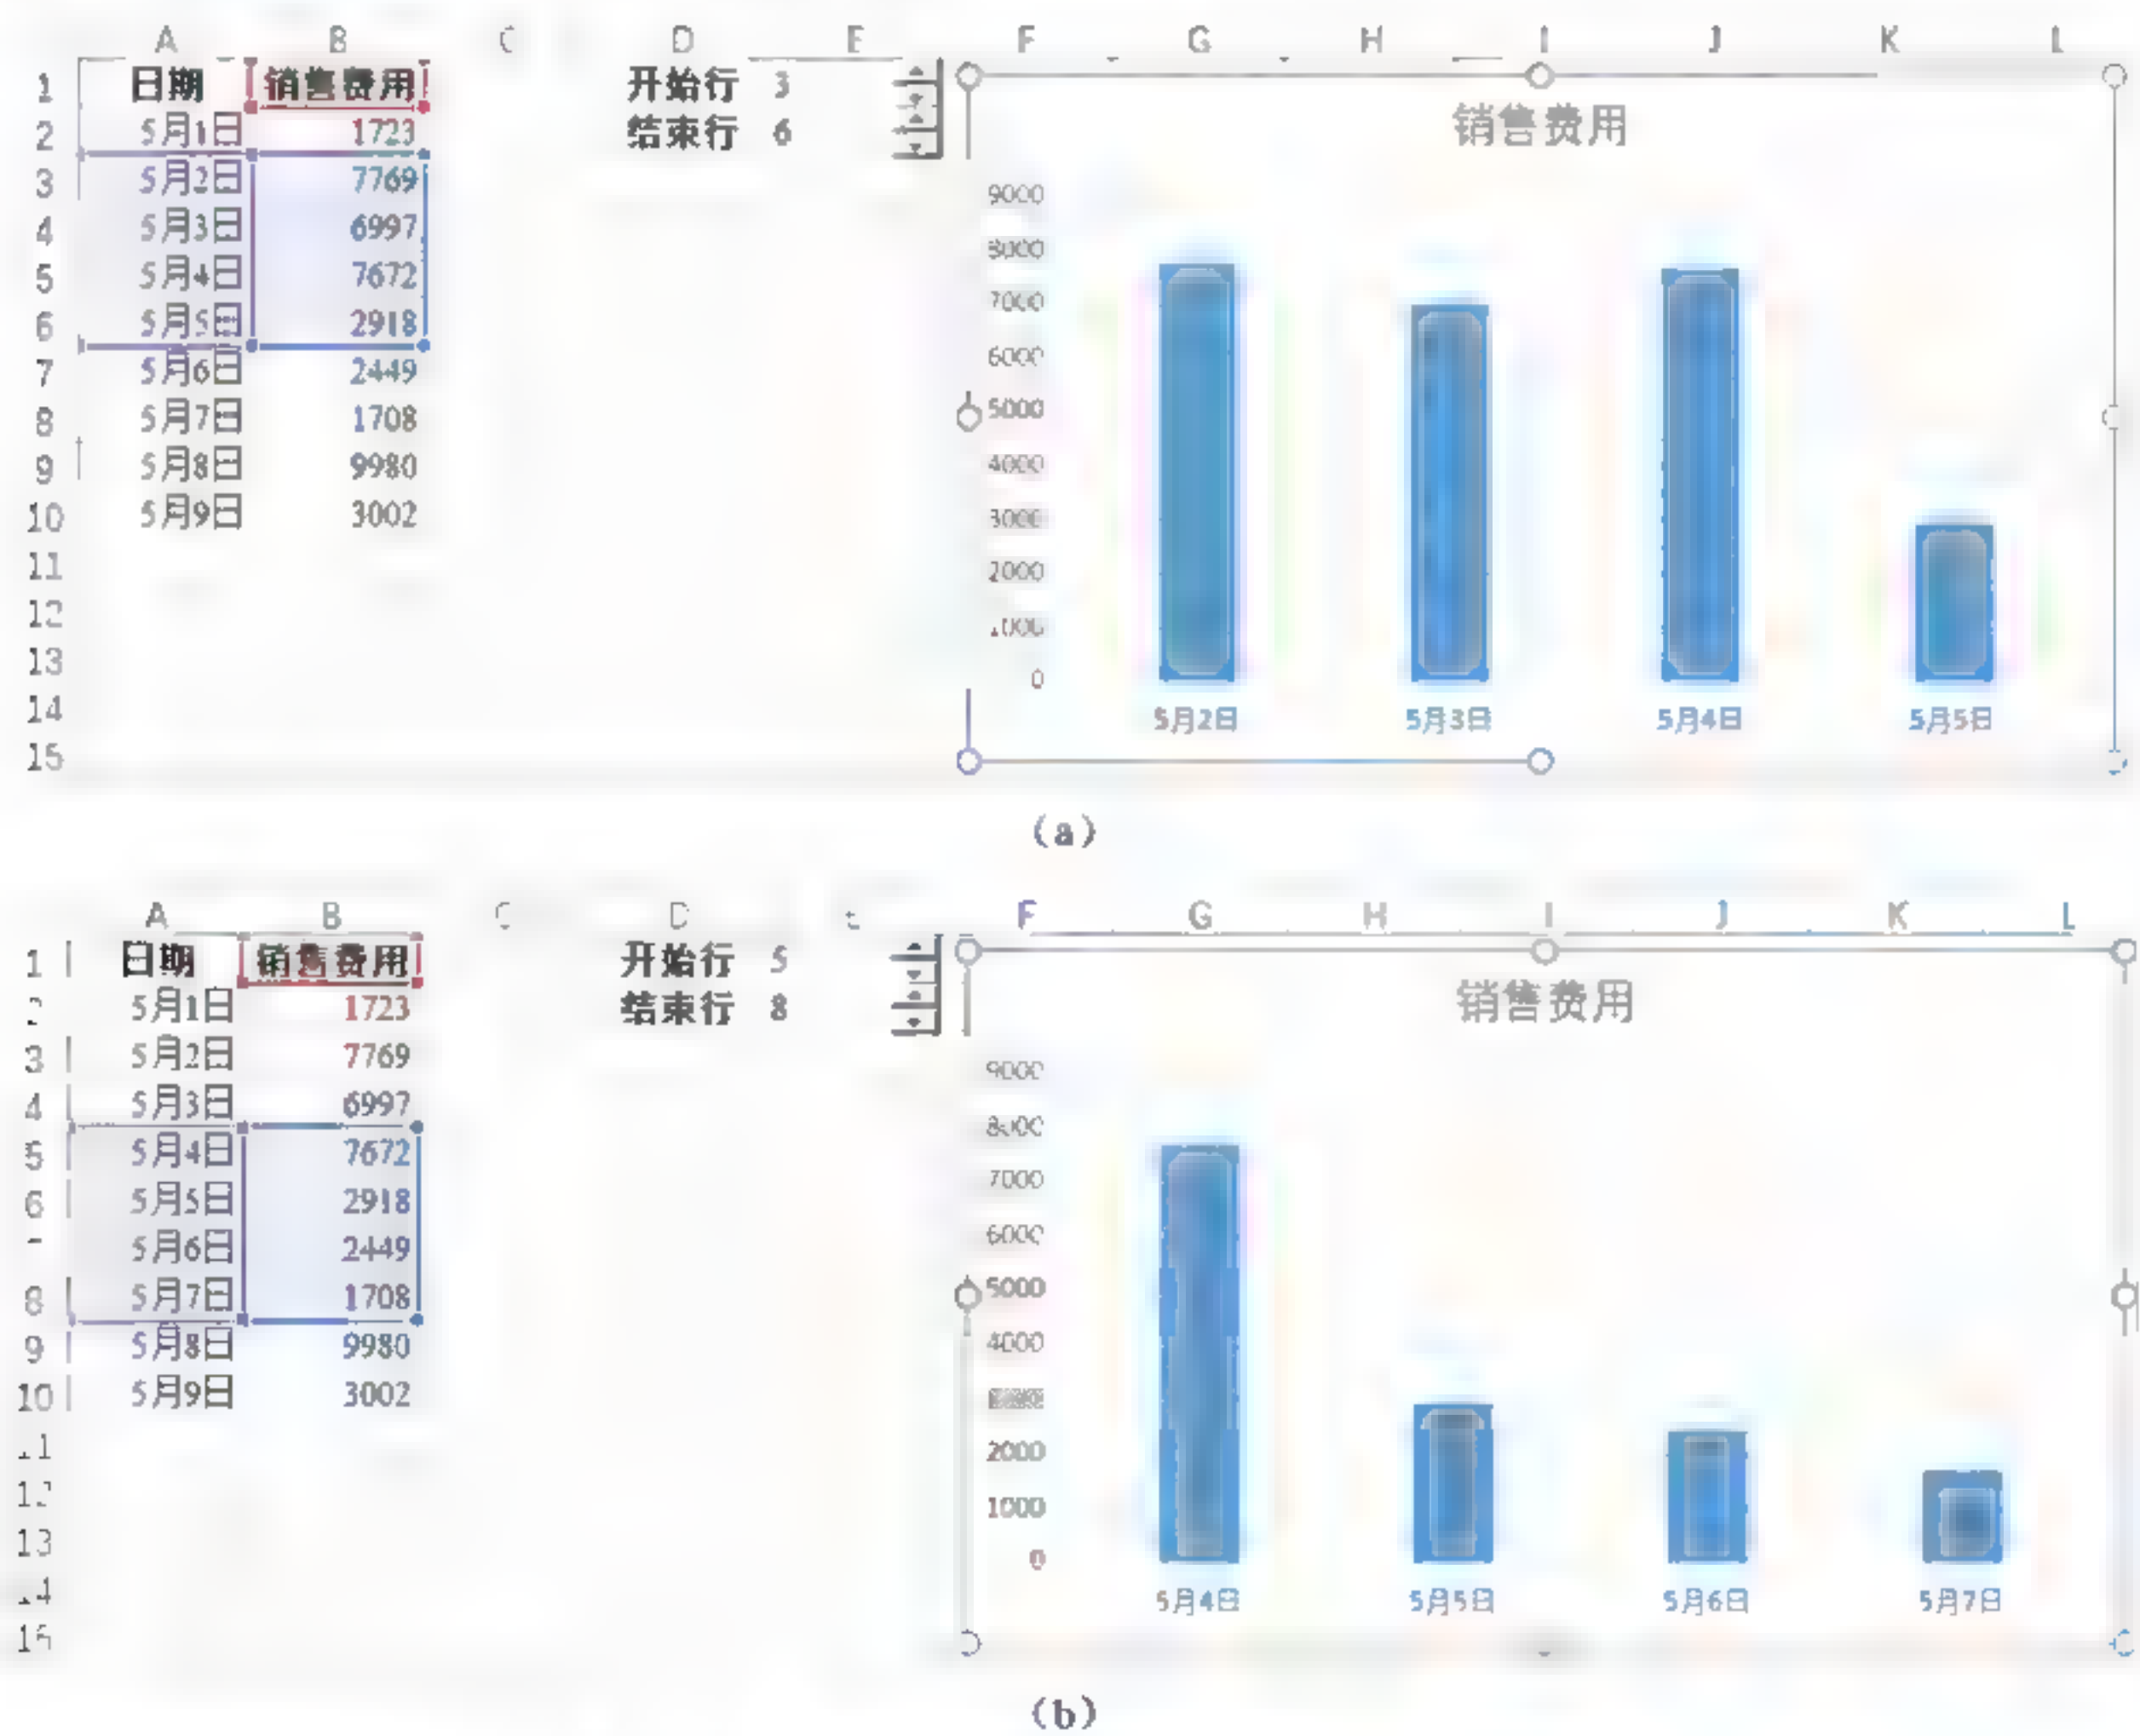 A B C D E F G H I J K L
1 日期 销售费用 开始行 3
2 5月1日 1723 结束行 6
3 5月2日 7769
4 5月3日 6997
5 5月4日 7672
6 5月5日 2918
7 5月6日 2449
8 5月7日 1708
9 5月8日 9980
10 5月9日 3002
11
12
13
14
15
销售费用
9000
8000
7000
6000
5000
4000
3000
2000
1000
0
5月2日 5月3日 5月4日 5月5日
(a)
A B C D E F G H I J K L
1 日期 销售费用 开始行 5
2 5月1日 1723 结束行 8
3 5月2日 7769
4 5月3日 6997
5 5月4日 7672
6 5月5日 2918
5月6日 2449
8 5月7日 1708
9 5月8日 9980
10 5月9日 3002
11
12
13
14
15
销售费用
9000
8000
7000
6000
5000
4000
2000
1000
0
5月4日 5月5日 5月6日 5月7日
(b)